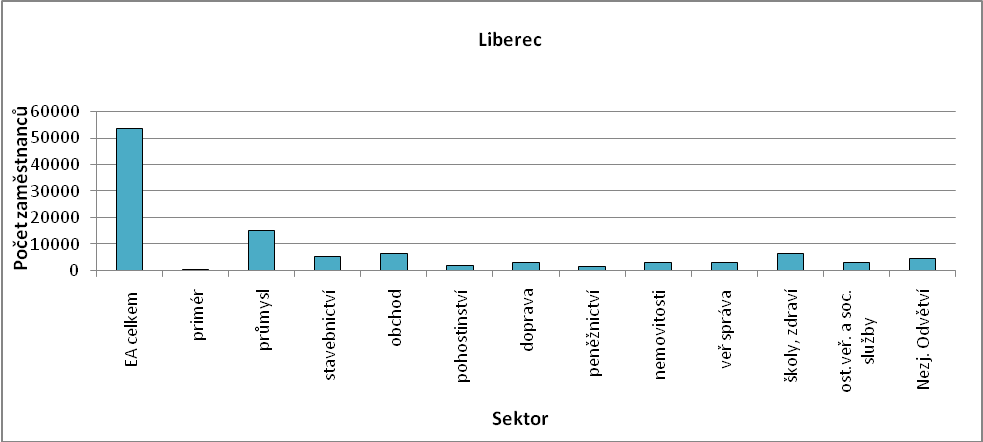 Liberec
Počet zaměstnanců
60000
50000
40000
30000
20000
10000
0
EA celkem
primér
průmysl
stavebnictví
obchod
pohostinství
doprava
peněžnictví
nemovitosti
veř správa
školy, zdraví
ost.veř. a soc.
služby
Nezj. Odvětví
Sektor